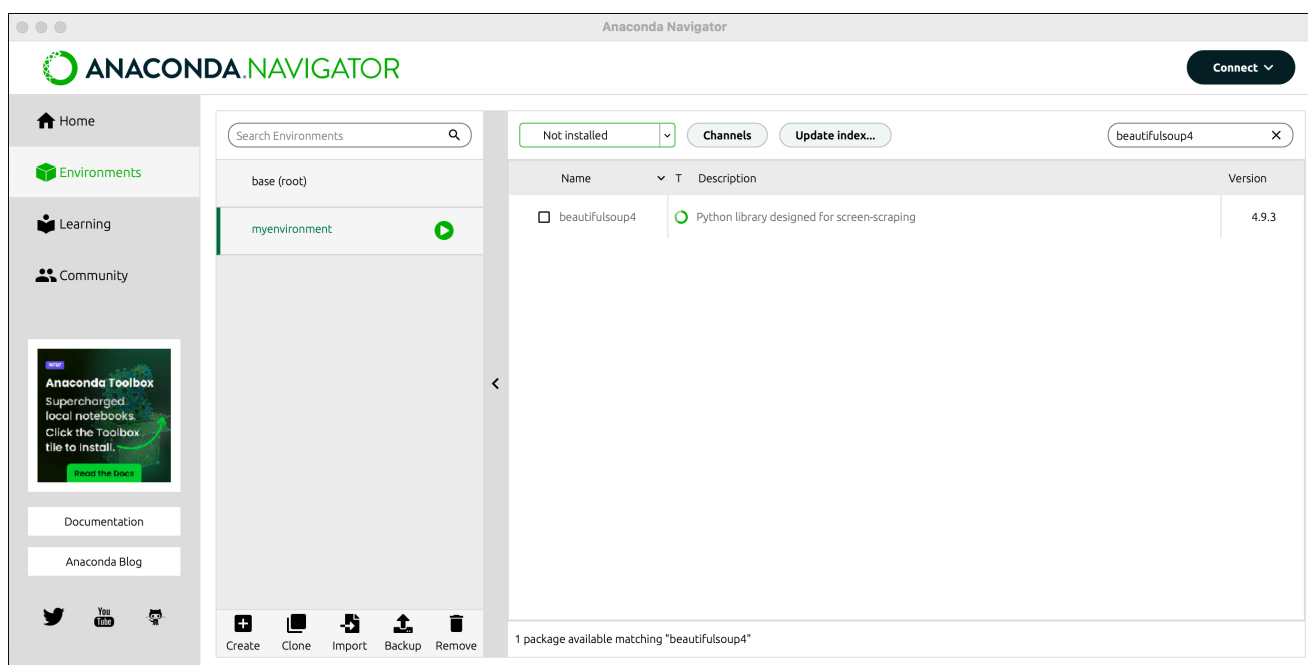 Anaconda Navigator
ANACONDA.NAVIGATOR
Connect
Home
Environments
Learning
Community
NEW
Anaconda Toolbox
Supercharged
local notebooks.
Click the Toolbox
tile to install.
Read the Docs
Documentation
Anaconda Blog
You
Tube
Search Environments
base (root)
myenvironment
Create Clone Import Backup Remove
Not installed Channels Update index... beautifulsoup4
Name T Description Version
beautifulsoup4 Python library designed for screen-scraping 4.9.3
1 package available matching "beautifulsoup4"